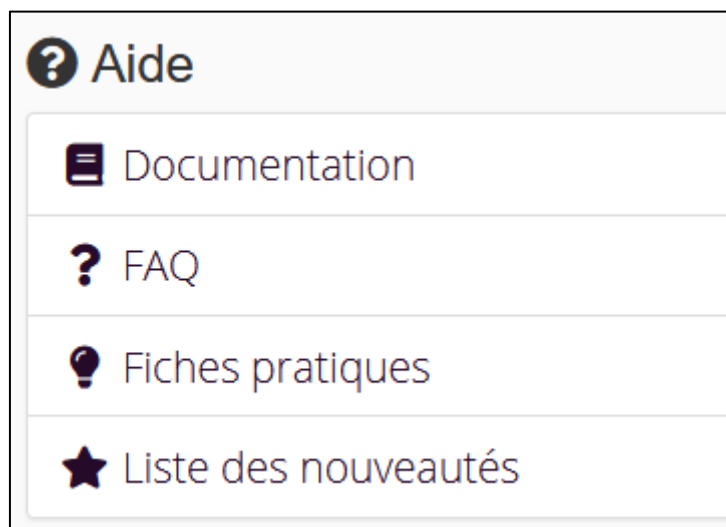 Aide
Documentation
FAQ
Fiches pratiques
Liste des nouveautés